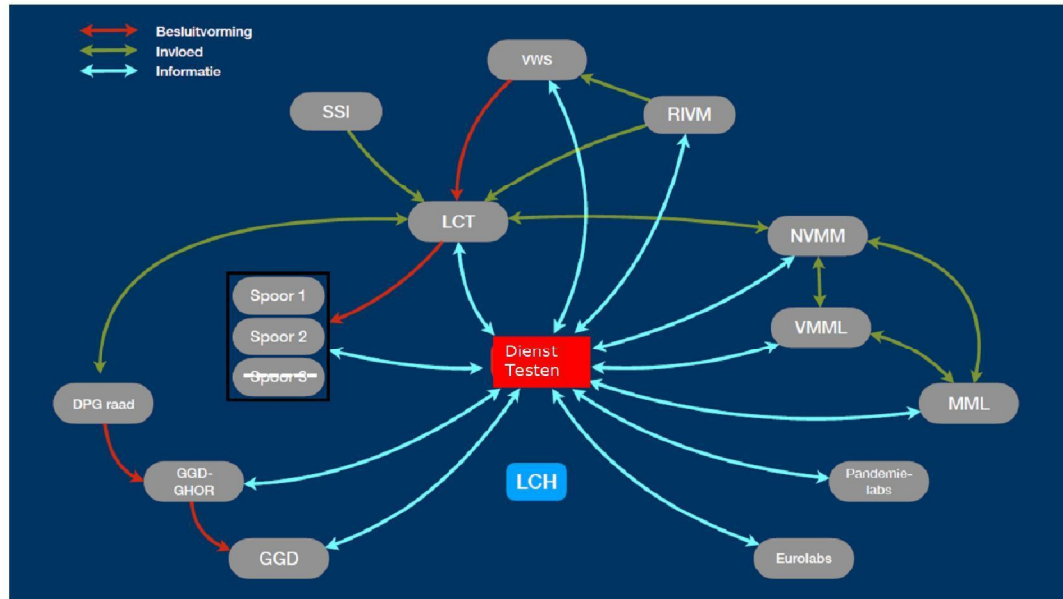 Besluitvorming
Invloed
Informatie
VWS
SSI
RIVM
LCT
NVMM
Spoor 1
Spoor 2
Spoor 3
VMML
Dienst
Testen
DPG raad
MML
GGD-
GHOR
LCH
Pandemie-
labs
GGD
Eurolabs